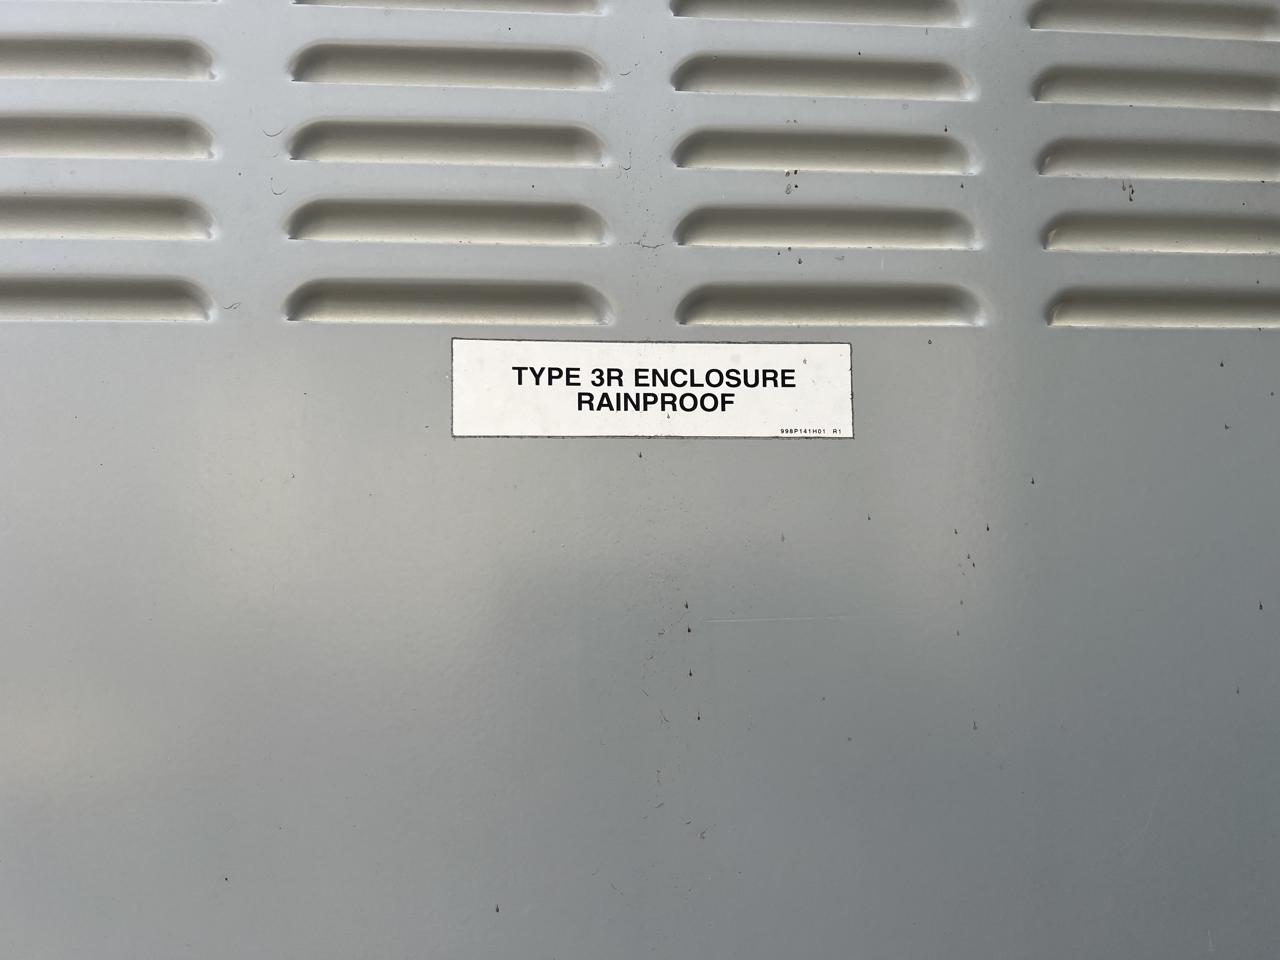 TYPE 3R ENCLOSURE
RAINPROOF
998P141H01 R1